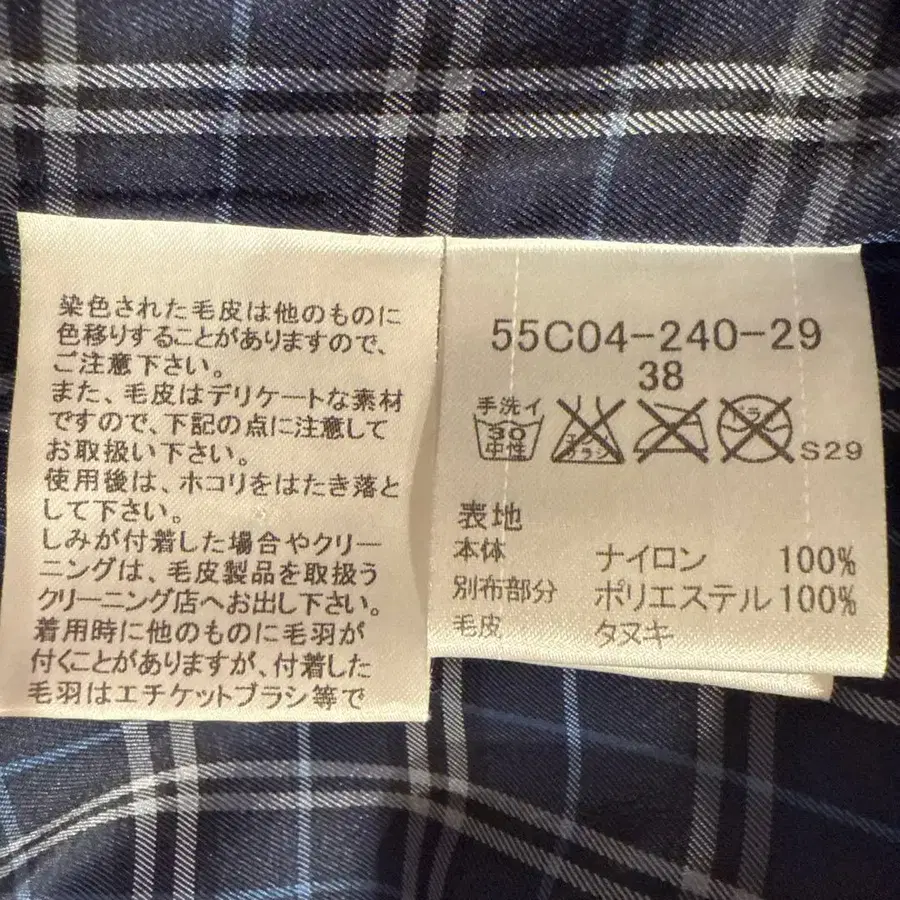 染色された毛皮は他のものに
色移りすることがありますので、
ご注意下さい。
また、毛皮はデリケートな素材
ですので、下記の点に注意して
お取扱い下さい。
使用後は、ホコリをはたき落と
して下さい。
しみが付着した場合やクリー
ニングは、毛皮製品を取扱う
クリーニング店へお出し下さい。
着用時に他のものに毛羽が
付くことがありますが、付着した
毛羽はエチケットブラシ等で
55C04-240-29
38
手洗イ
30
中性
エンソ
サラシ
ドライ
S29
表地
本体 ナイロン 100%
別布部分 ポリエステル 100%
毛皮 タヌキ